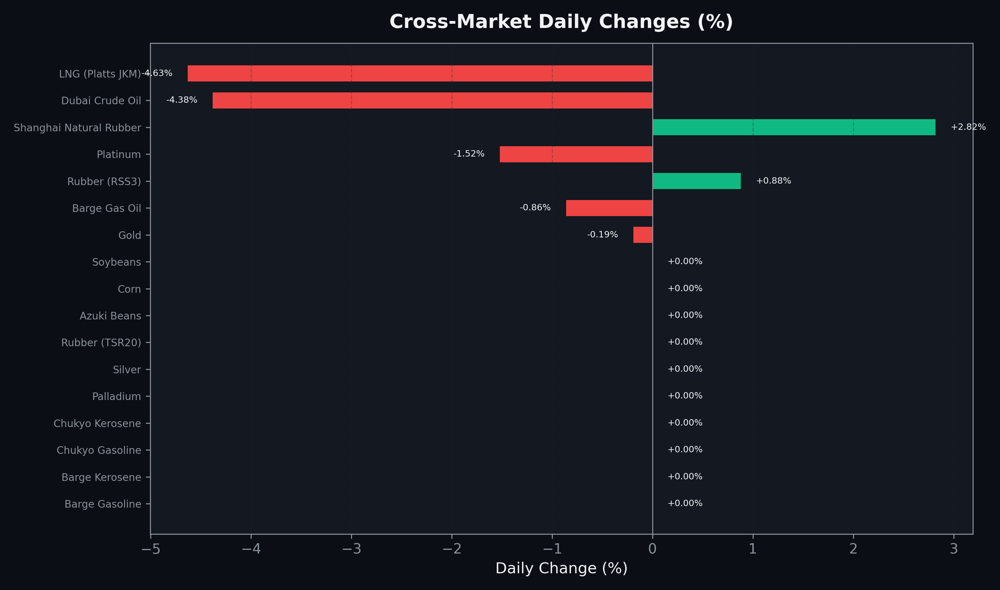 Cross-Market Daily Changes (%)
LNG (Platts JKM) -4.63%
Dubai Crude Oil -4.38%
Shanghai Natural Rubber +2.82%
Platinum -1.52%
Rubber (RSS3) +0.88%
Barge Gas Oil -0.86%
Gold -0.19%
Soybeans +0.00%
Corn +0.00%
Azuki Beans +0.00%
Rubber (TSR20) +0.00%
Silver +0.00%
Palladium +0.00%
Chukyo Kerosene +0.00%
Chukyo Gasoline +0.00%
Barge Kerosene +0.00%
Barge Gasoline +0.00%
−5 −4 −3 −2 −1 0 1 2 3
Daily Change (%)